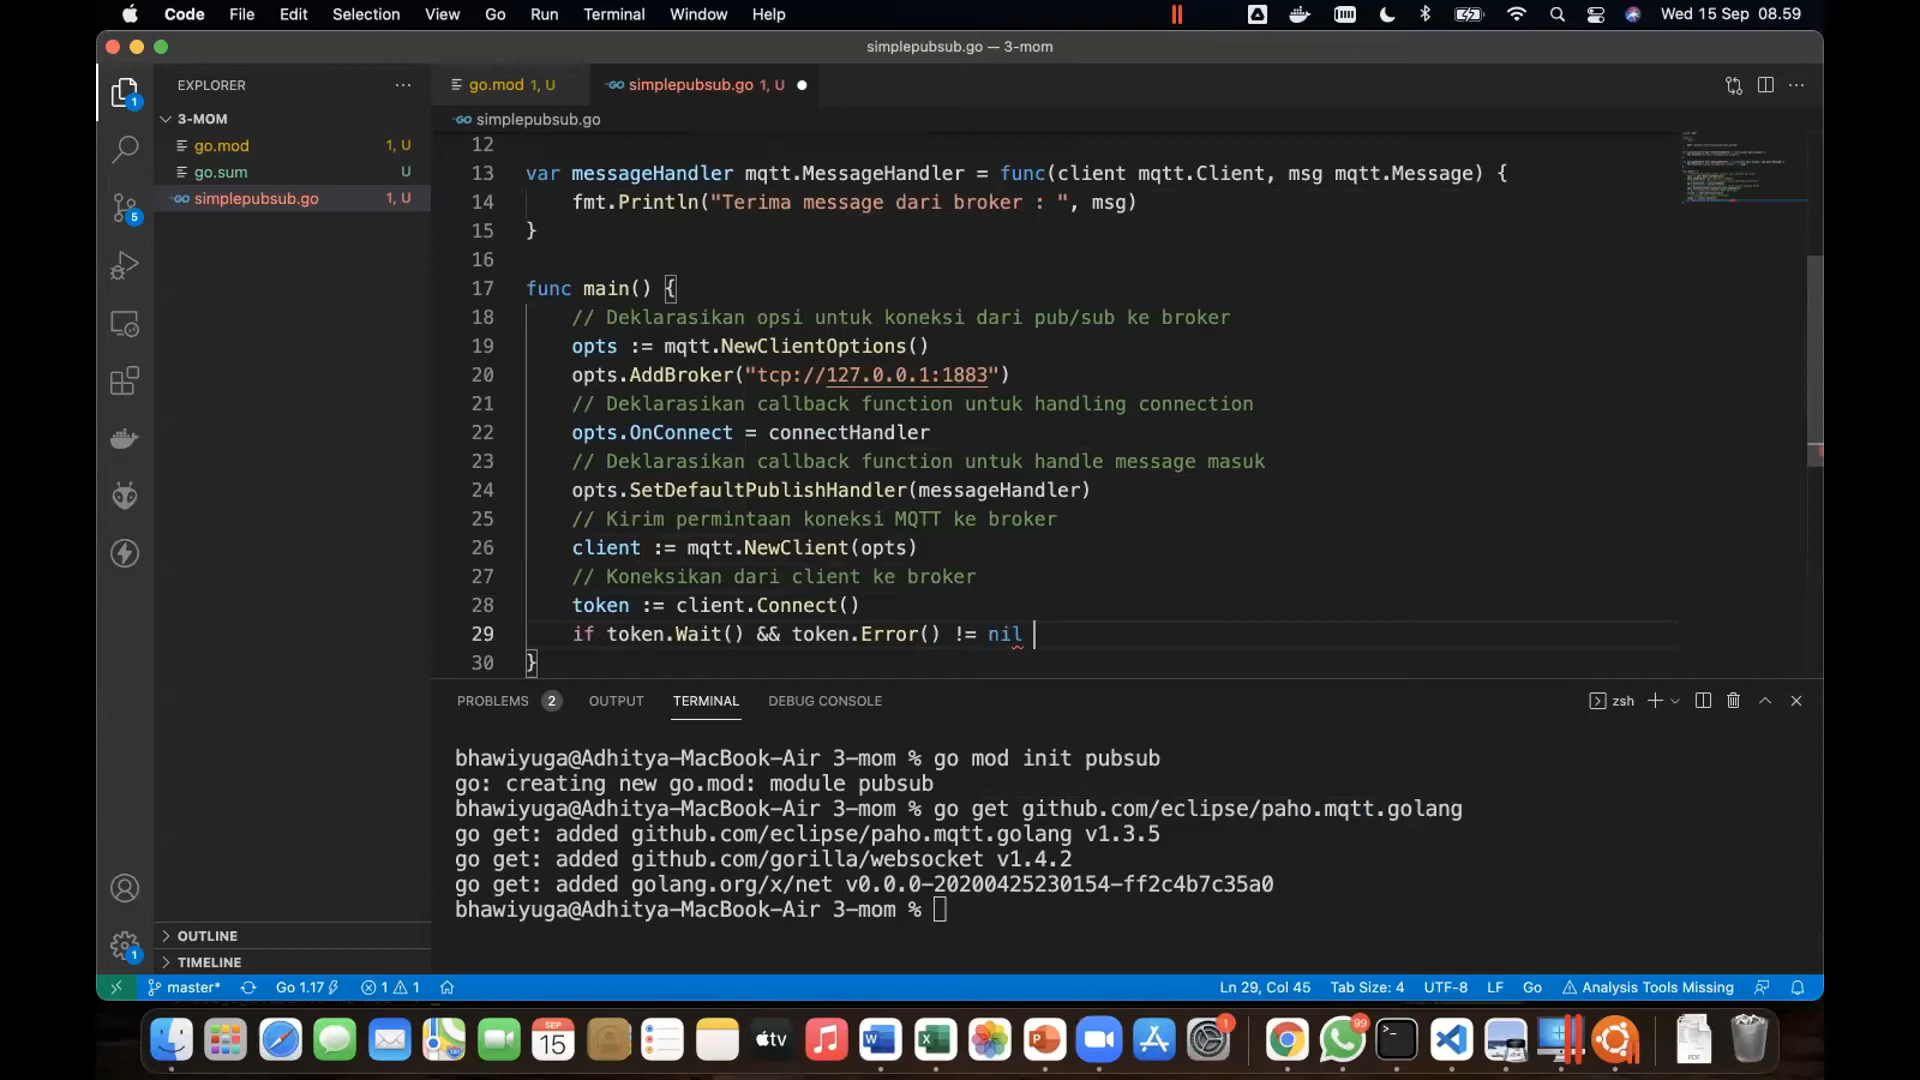 Code File Edit Selection View Go Run Terminal Window Help Wed 15 Sep 08.59
simplepubsub.go — 3-mom
EXPLORER
go.mod 1, U simplepubsub.go 1, U
3-MOM
simplepubsub.go
go.mod 1, U
go.sum U
simplepubsub.go 1, U
12
13 var messageHandler mqtt.MessageHandler = func(client mqtt.Client, msg mqtt.Message) {
14 fmt.Println("Terima message dari broker : ", msg)
15 }
16
17 func main() {
18 // Deklarasikan opsi untuk koneksi dari pub/sub ke broker
19 opts := mqtt.NewClientOptions()
20 opts.AddBroker("tcp://127.0.0.1:1883")
21 // Deklarasikan callback function untuk handling connection
22 opts.OnConnect = connectHandler
23 // Deklarasikan callback function untuk handle message masuk
24 opts.SetDefaultPublishHandler(messageHandler)
25 // Kirim permintaan koneksi MQTT ke broker
26 client := mqtt.NewClient(opts)
27 // Koneksikan dari client ke broker
28 token := client.Connect()
29 if token.Wait() && token.Error() != nil
30 }
PROBLEMS 2 OUTPUT TERMINAL DEBUG CONSOLE zsh
bhawiyuga@Adhitya-MacBook-Air 3-mom % go mod init pubsub
go: creating new go.mod: module pubsub
bhawiyuga@Adhitya-MacBook-Air 3-mom % go get github.com/eclipse/paho.mqtt.golang
go get: added github.com/eclipse/paho.mqtt.golang v1.3.5
go get: added github.com/gorilla/websocket v1.4.2
go get: added golang.org/x/net v0.0.0-20200425230154-ff2c4b7c35a0
bhawiyuga@Adhitya-MacBook-Air 3-mom %
OUTLINE
TIMELINE
master* Go 1.17 1 1 Ln 29, Col 45 Tab Size: 4 UTF-8 LF Go Analysis Tools Missing
1
5
1
SEP
15
tv
1
99
PDF